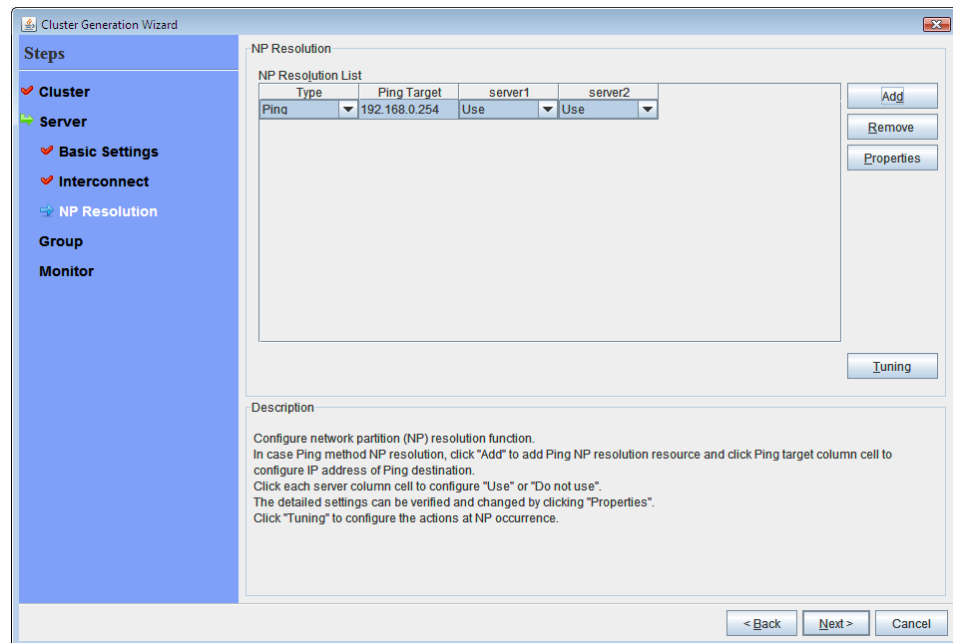 Cluster Generation Wizard
Steps
Cluster
Server
Basic Settings
Interconnect
NP Resolution
Group
Monitor
NP Resolution
NP Resolution List
Type Ping Target server1 server2
Ping 192.168.0.254 Use Use
Add
Remove
Properties
Tuning
Description
Configure network partition (NP) resolution function.
In case Ping method NP resolution, click "Add" to add Ping NP resolution resource and click Ping target column cell to
configure IP address of Ping destination.
Click each server column cell to configure "Use" or "Do not use".
The detailed settings can be verified and changed by clicking "Properties".
Click "Tuning" to configure the actions at NP occurrence.
< Back Next > Cancel